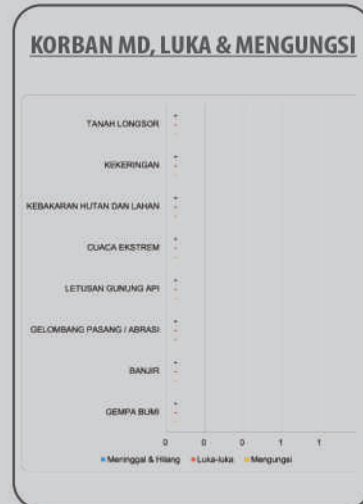 KORBAN MD, LUKA & MENGUNGSI
TANAH LONGSOR
KEKERINGAN
KEBAKARAN HUTAN DAN LAHAN
CUACA EKSTREM
LETUSAN GUNUNG API
GELOMBANG PASANG / ABRASI
BANJIR
GEMPA BUMI
0 0 0 1 1
Meninggal & Hilang Luka-luka Mengungsi